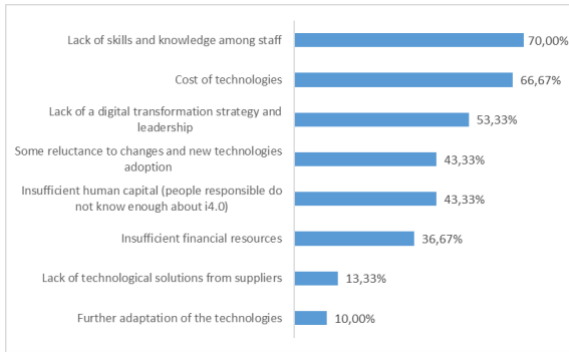 Lack of skills and knowledge among staff 70,00%
Cost of technologies 66,67%
Lack of a digital transformation strategy and
leadership 53,33%
Some reluctance to changes and new technologies
adoption 43,33%
Insufficient human capital (people responsible do
not know enough about i4.0) 43,33%
Insufficient financial resources 36,67%
Lack of technological solutions from suppliers 13,33%
Further adaptation of the technologies 10,00%